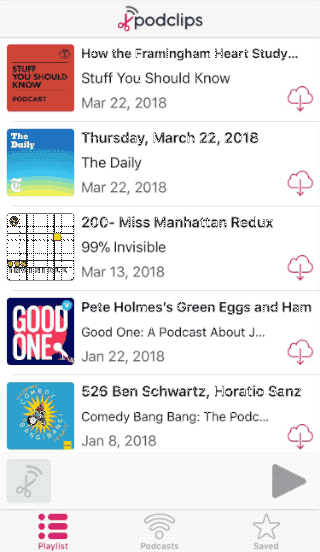 podclips
STUFF
YOU SHOULD
KNOW
PODCAST
How the Framingham Heart Study...
Stuff You Should Know
Mar 22, 2018
The
Daily
Thursday, March 22, 2018
The Daily
Mar 22, 2018
200- Miss Manhattan Redux
99% Invisible
Mar 13, 2018
GOOD
ONE
Pete Holmes's Green Eggs and Ham
Good One: A Podcast About J...
Jan 22, 2018
COMEDY
BANG! BANG!
526 Ben Schwartz, Horatio Sanz
Comedy Bang Bang: The Podc...
Jan 8, 2018
Playlist
Podcasts
Saved